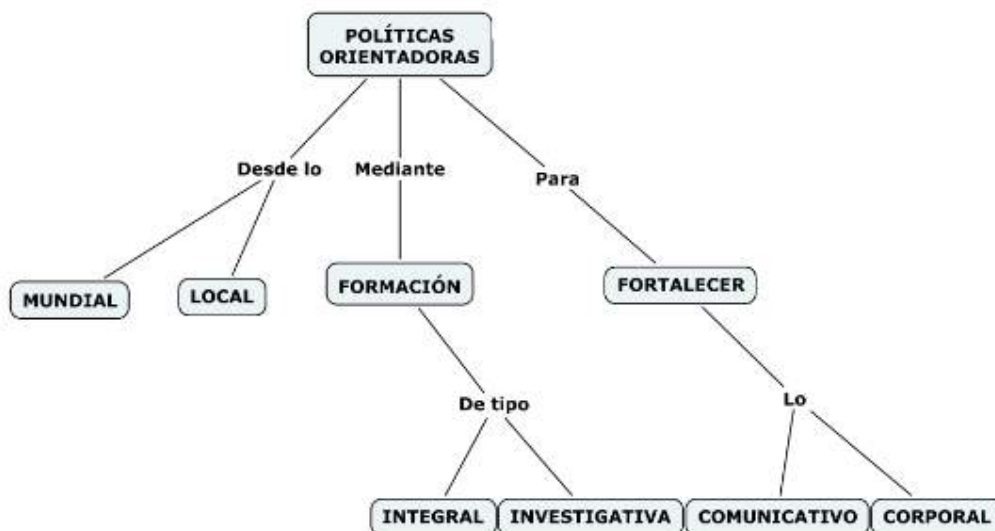 POLÍTICAS
ORIENTADORAS
Desde lo
Mediante
Para
MUNDIAL
LOCAL
FORMACIÓN
FORTALECER
De tipo
Lo
INTEGRAL
INVESTIGATIVA
COMUNICATIVO
CORPORAL